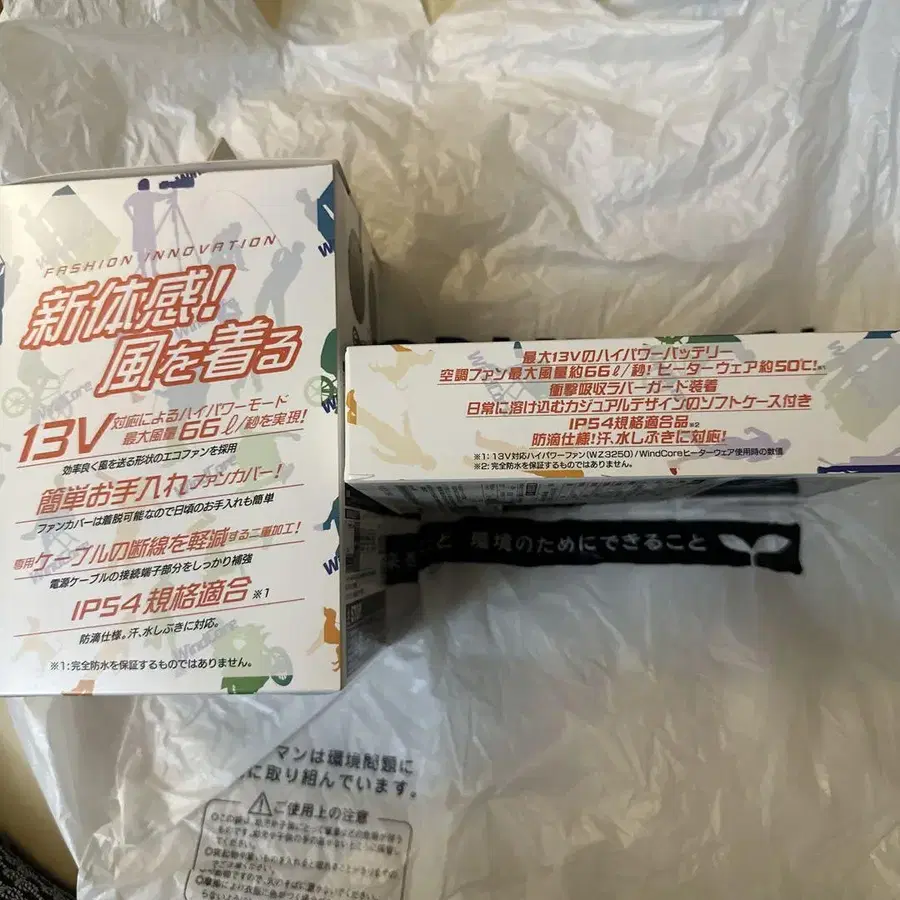 FASHION INNOVATION
新体感!
風を着る
13V対応によるハイパワーモード
最大風量66ℓ/秒を実現!
効率良く風を送る形状のエコファンを採用
簡単お手入れファンカバー!
ファンカバーは着脱可能なので日頃のお手入れも簡単
専用ケーブルの断線を軽減する二重加工!
電源ケーブルの接続端子部分をしっかり補強
IP54規格適合※1
防滴仕様。汗、水しぶきに対応。
※1:完全防水を保証するものではありません。
WindCore
WindCore
最大13Vのハイパワーバッテリー
空調ファン最大風量約66ℓ/秒! ヒーターウェア約50℃!※1
衝撃吸収ラバーガード装着
日常に溶け込むカジュアルデザインのソフトケース付き
IP54規格適合品※2
防滴仕様!汗、水しぶきに対応!
※1:13V対応ハイパワーファン(WZ3250)/WindCoreヒーターウェア使用時の数値
※2:完全防水を保証するものではありません。
環境のためにできること
マンは環境問題に
に取り組んでいます。
ご使用上の注意